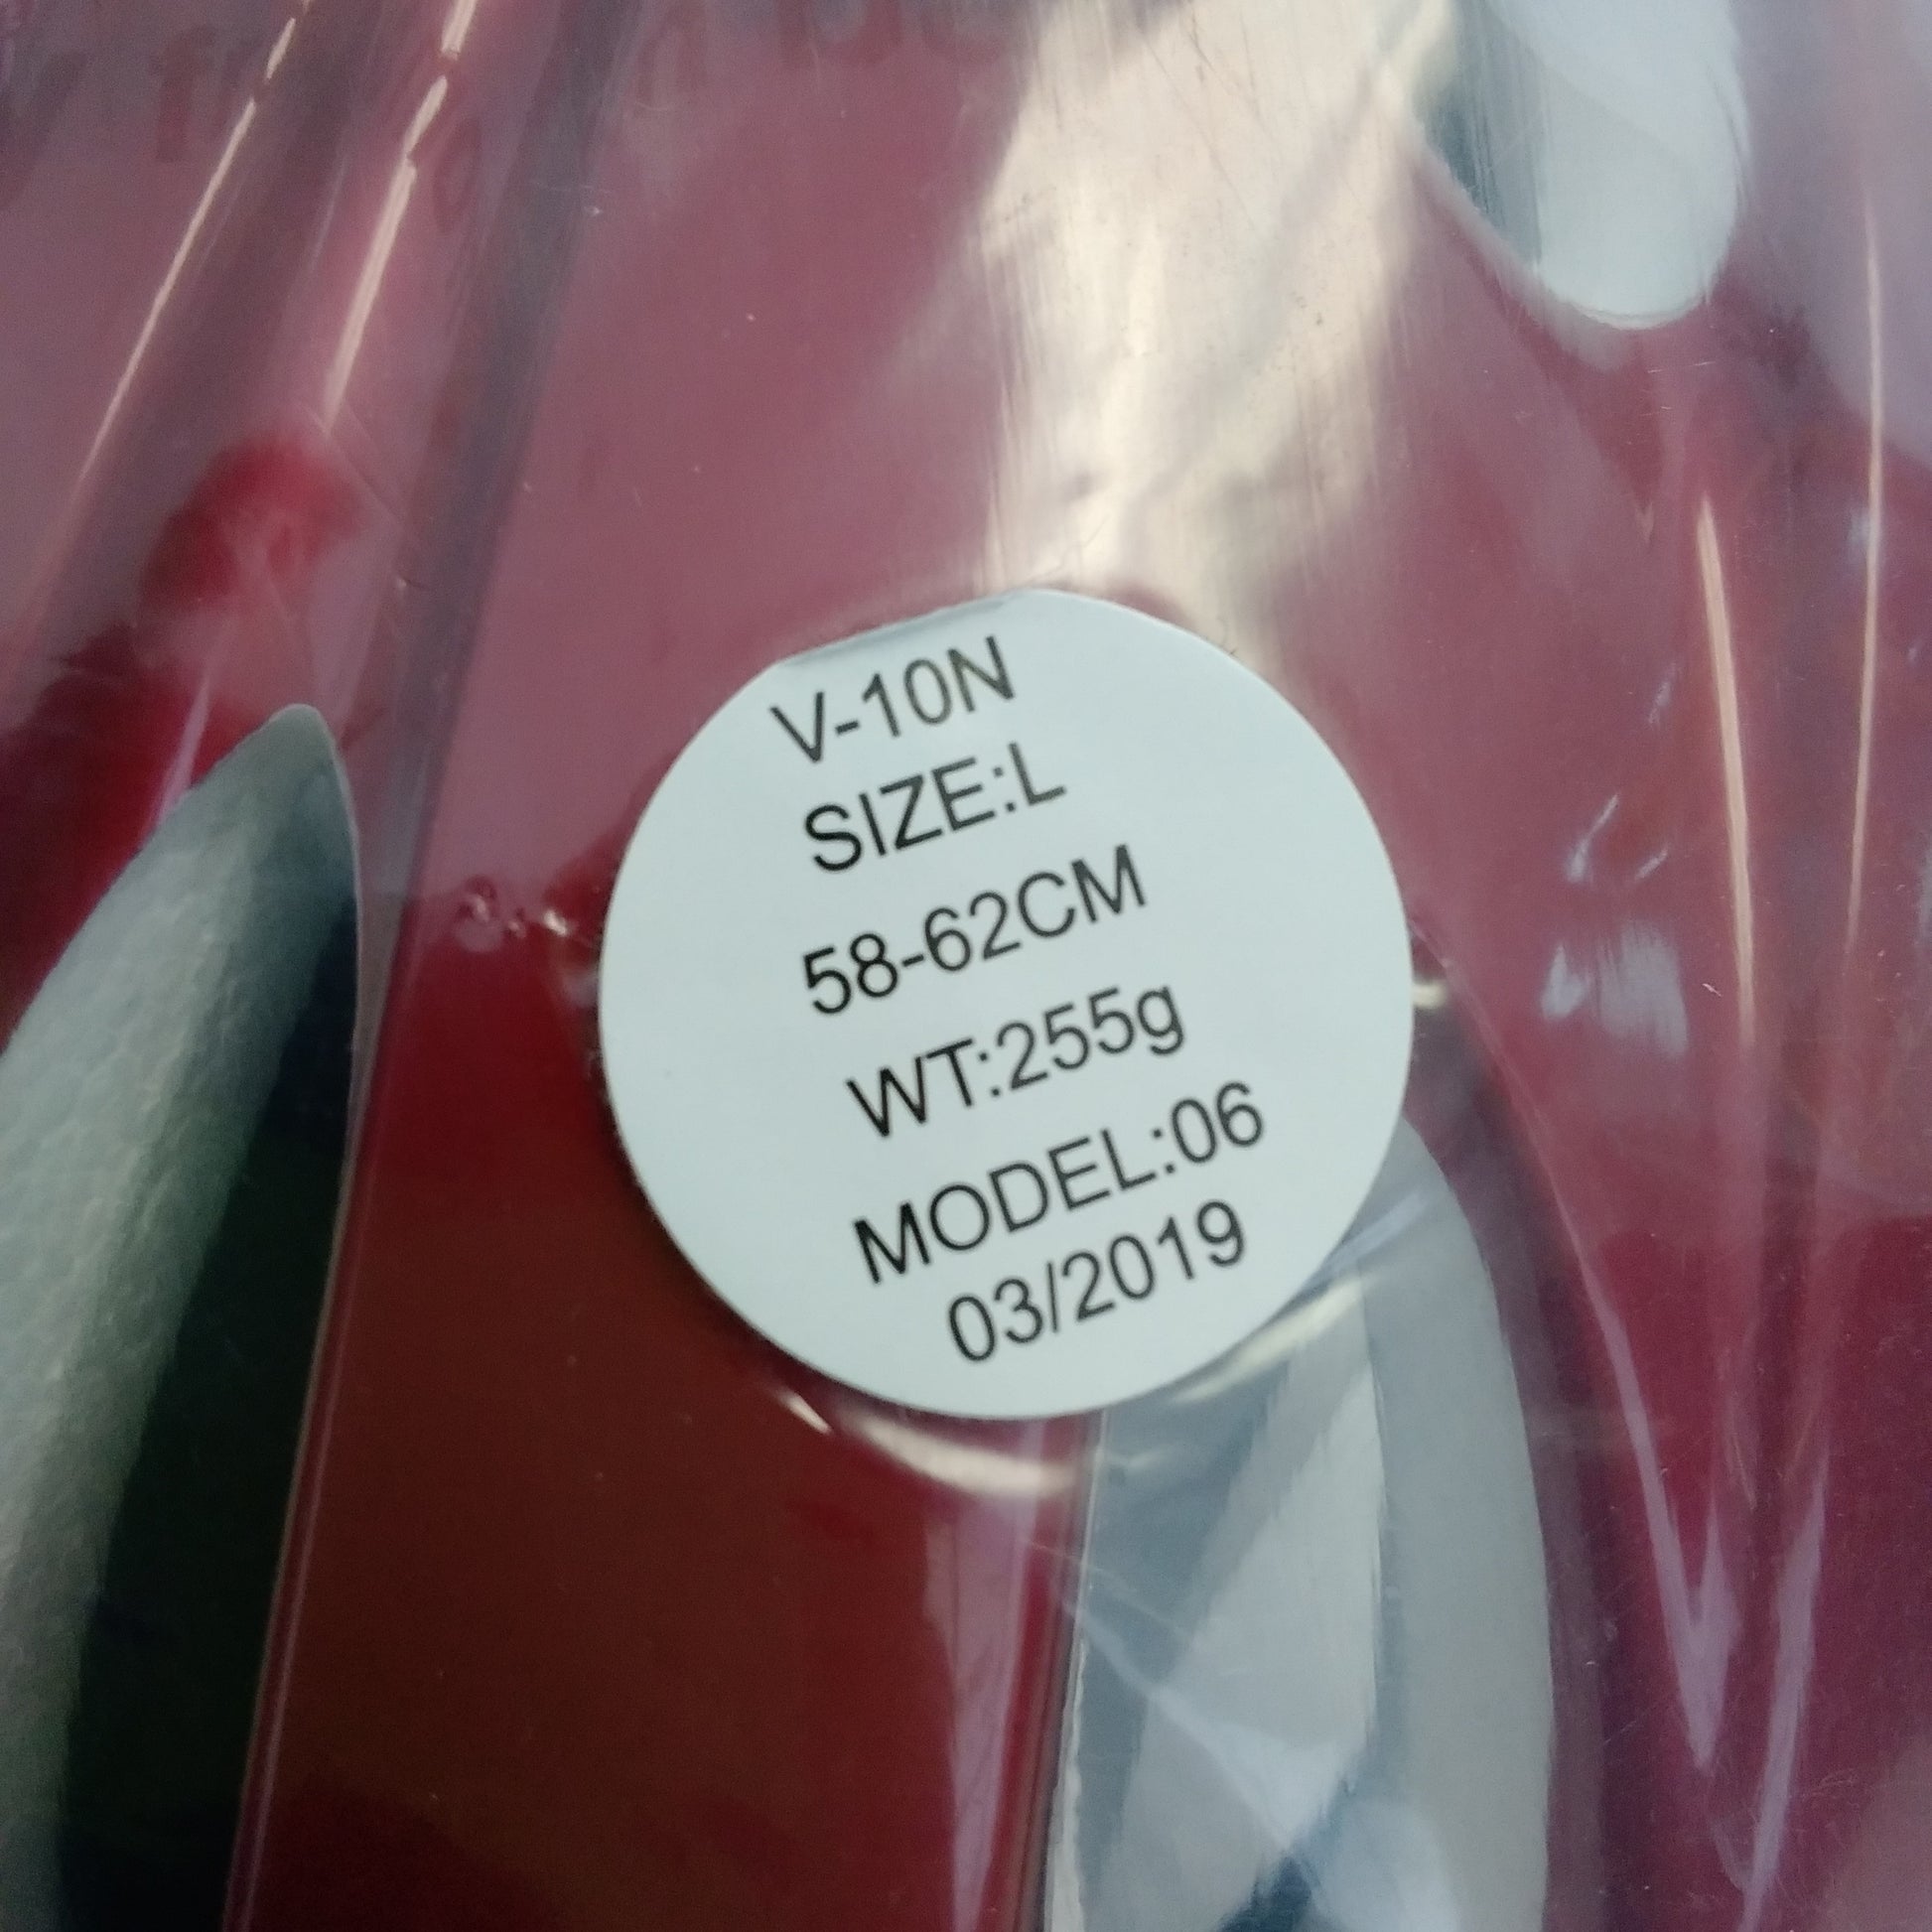 V-10N
SIZE:L
58-62CM
WT:255g
MODEL:06
03/2019